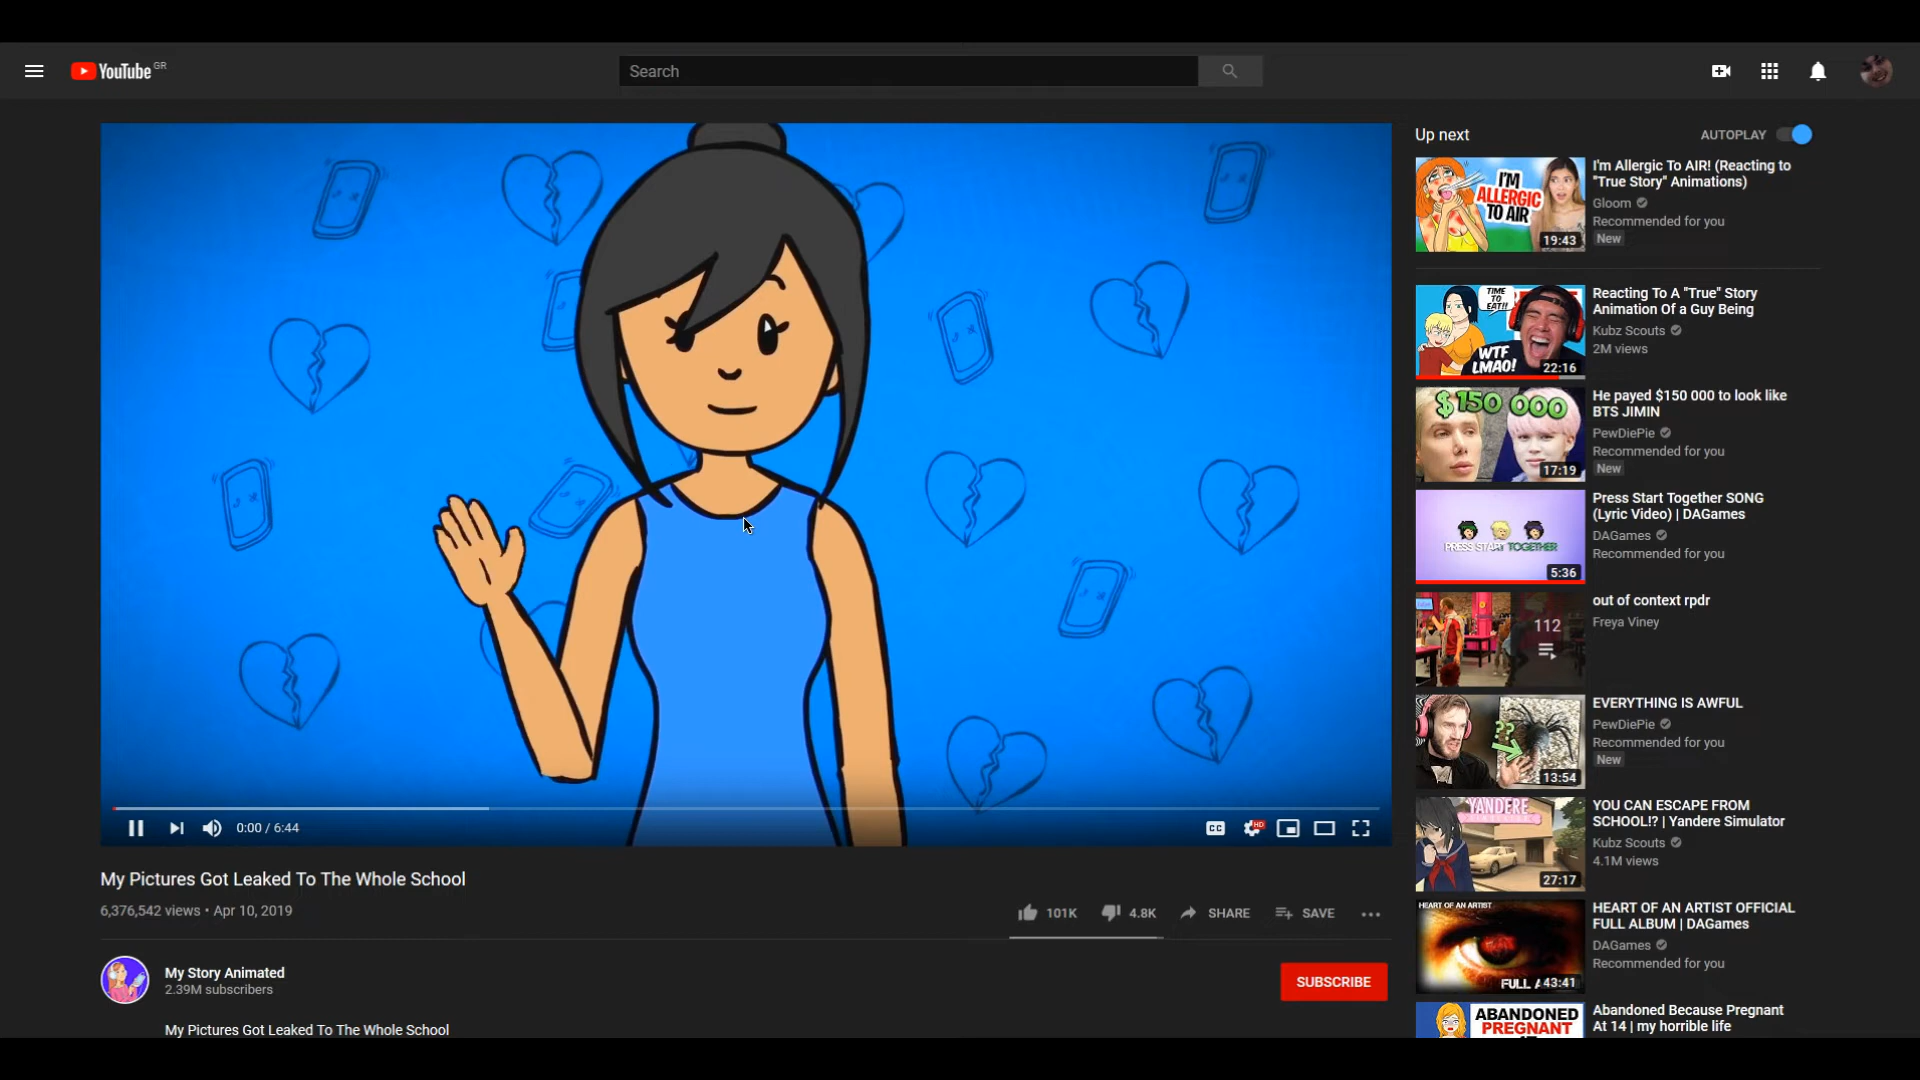 YouTube GR
Search
Up next
AUTOPLAY
I'M
ALLERGIC
TO AIR
19:43
I'm Allergic To AIR! (Reacting to
"True Story" Animations)
Gloom
Recommended for you
New
TIME
TO
EAT!!
WTF
LMAO!
22:16
Reacting To A "True" Story
Animation Of a Guy Being
Kubz Scouts
2M views
$150 000
17:19
He payed $150 000 to look like
BTS JIMIN
PewDiePie
Recommended for you
New
PRESS START TOGETHER
5:36
Press Start Together SONG
(Lyric Video) | DAGames
DAGames
Recommended for you
112
out of context rpdr
Freya Viney
??
13:54
EVERYTHING IS AWFUL
PewDiePie
Recommended for you
New
YANDERE
27:17
YOU CAN ESCAPE FROM
SCHOOL!? | Yandere Simulator
Kubz Scouts
4.1M views
HEART OF AN ARTIST
FULL A
43:41
HEART OF AN ARTIST OFFICIAL
FULL ALBUM | DAGames
DAGames
Recommended for you
ABANDONED
PREGNANT
Abandoned Because Pregnant
At 14 | my horrible life
0:00 / 6:44
CC
HD
My Pictures Got Leaked To The Whole School
6,376,542 views • Apr 10, 2019
101K
4.8K
SHARE
SAVE
My Story Animated
2.39M subscribers
SUBSCRIBE
My Pictures Got Leaked To The Whole School